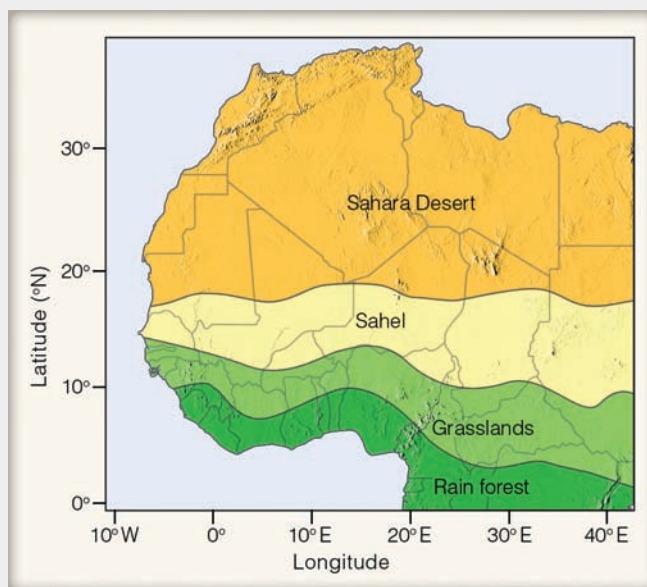 30°
Sahara Desert
20°
Latitude (°N)
Sahel
10°
Grasslands
Rain forest
0°
10°W 0° 10°E 20°E 30°E 40°E
Longitude